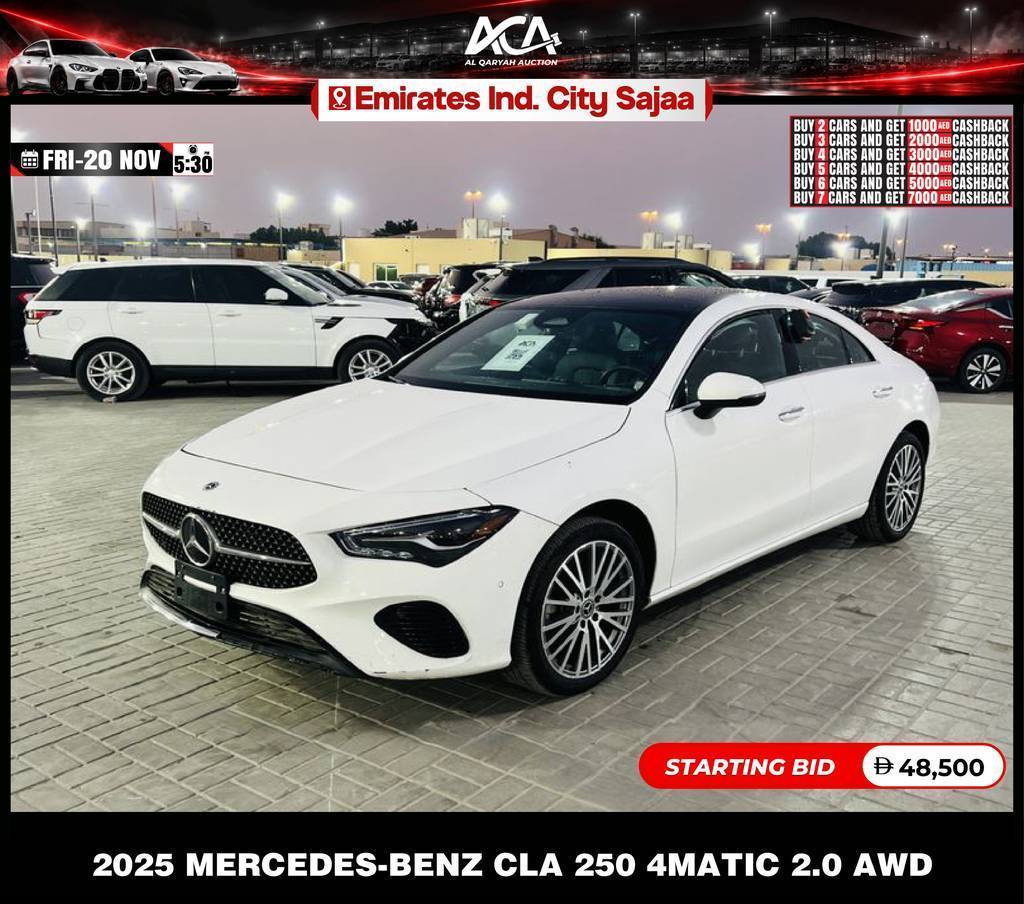 ACA
AL QARYAH AUCTION
Emirates Ind. City Sajaa
FRI-20 NOV 5:30
BUY 2 CARS AND GET 1000 AED CASHBACK
BUY 3 CARS AND GET 2000 AED CASHBACK
BUY 4 CARS AND GET 3000 AED CASHBACK
BUY 5 CARS AND GET 4000 AED CASHBACK
BUY 6 CARS AND GET 5000 AED CASHBACK
BUY 7 CARS AND GET 7000 AED CASHBACK
ACA
STARTING BID 48,500
2025 MERCEDES-BENZ CLA 250 4MATIC 2.0 AWD